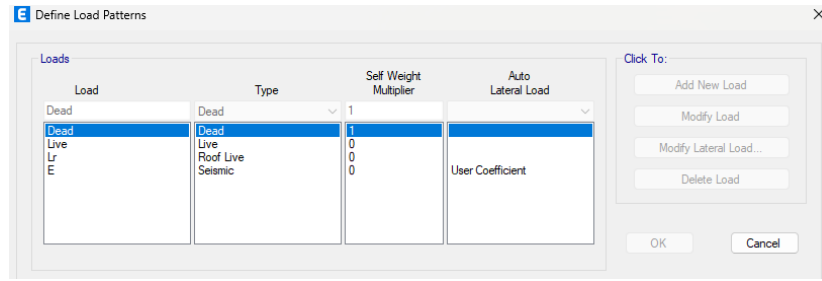 E Define Load Patterns
Loads
Click To:
Load Type Self Weight Multiplier Auto Lateral Load
Dead Dead 1
Add New Load
Modify Load
Modify Lateral Load...
Delete Load
Dead Dead 1
Live Live 0
Lr Roof Live 0
E Seismic 0 User Coefficient
OK Cancel